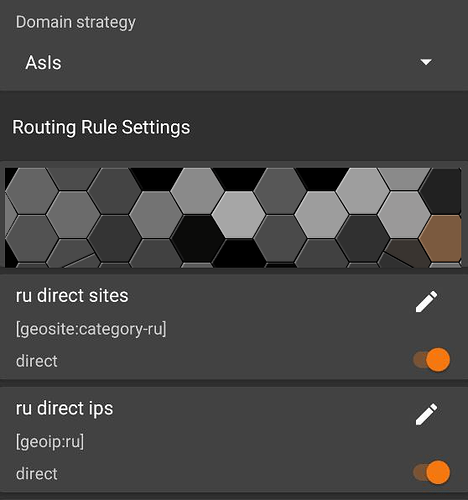 Domain strategy
AsIs
Routing Rule Settings
ru direct sites
[geosite:category-ru]
direct
ru direct ips
[geoip:ru]
direct